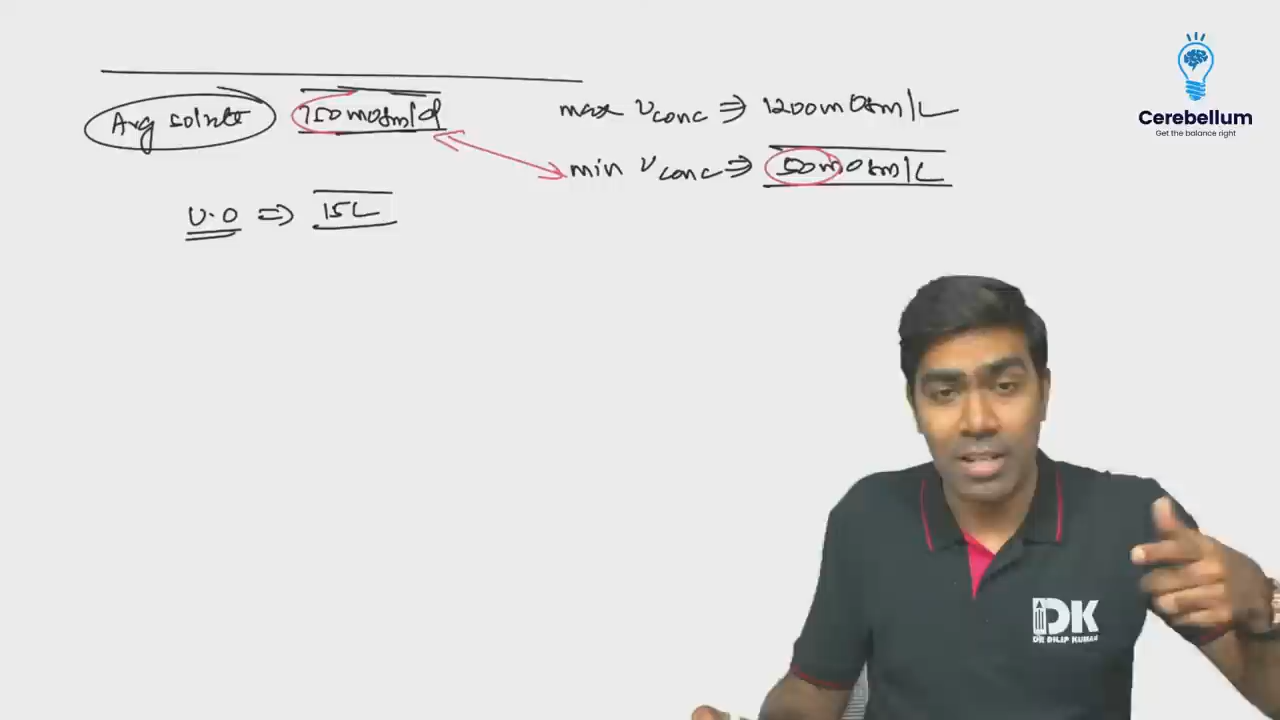 Avg solute 750mOsm/d
max Uconc ⇒ 1200mOsm/L
min Uconc ⇒ 50mOsm/L
U.O ⇒ 15L
Cerebellum
Get the balance right
DK
DR DILIP KUMAR